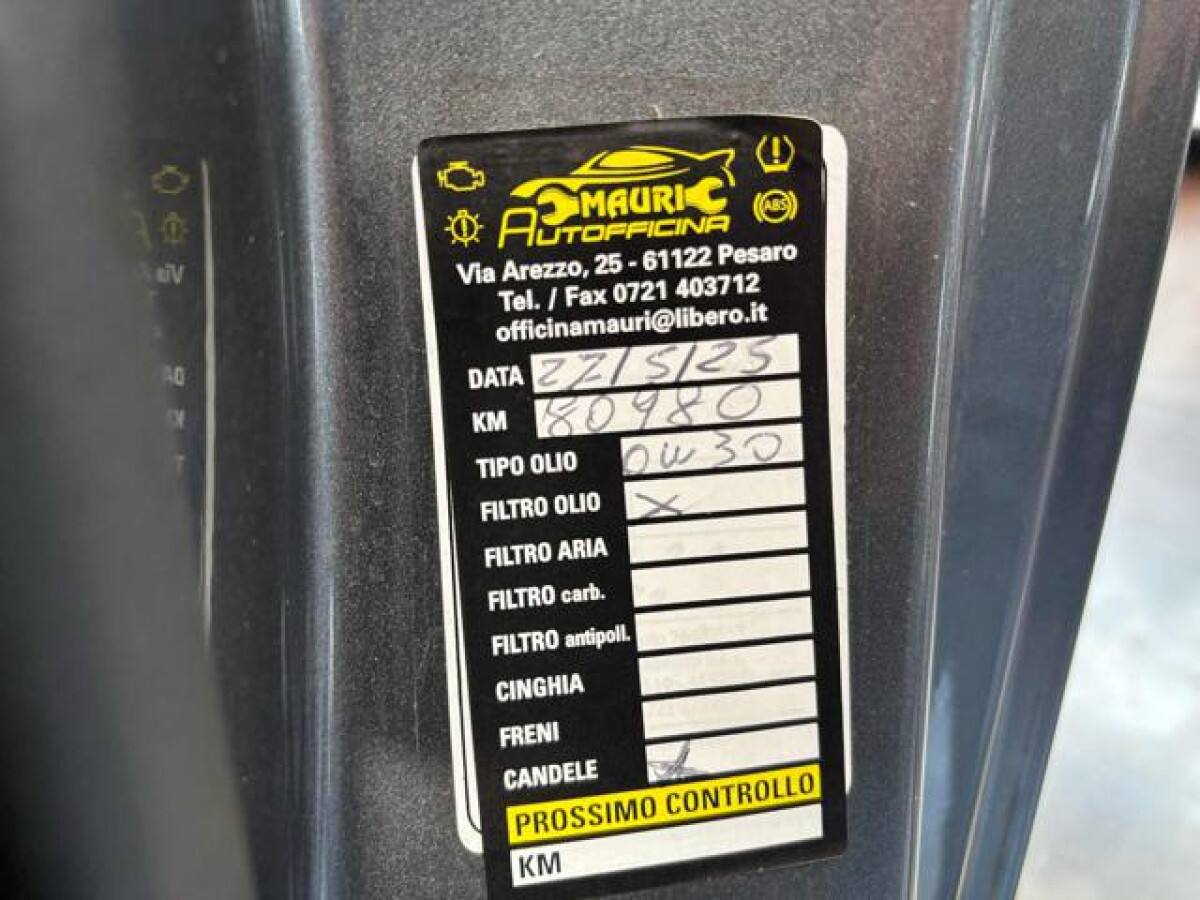 MAURI
AUTOFFICINA
ABS
Via Arezzo, 25 - 61122 Pesaro
Tel. / Fax 0721 403712
officinamauri@libero.it
DATA 27/5/25
KM 80980
TIPO OLIO 0W30
FILTRO OLIO X
FILTRO ARIA
FILTRO carb.
FILTRO antipoll.
CINGHIA
FRENI
CANDELE
PROSSIMO CONTROLLO
KM